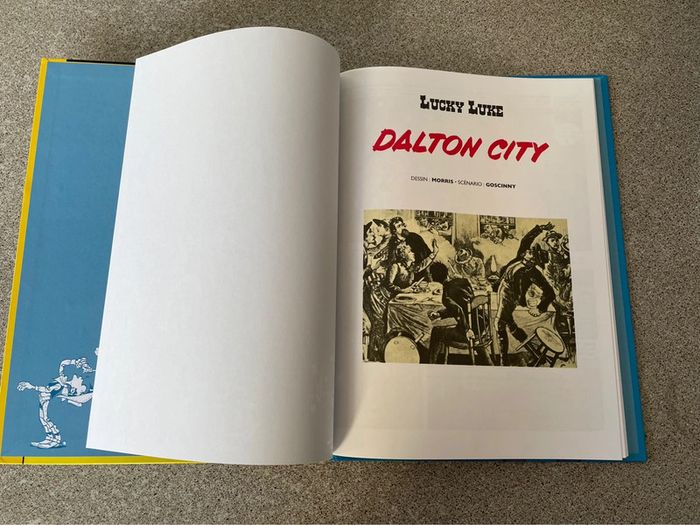 LUCKY LUKE
DALTON CITY
DESSIN : MORRIS - SCÉNARIO : GOSCINNY